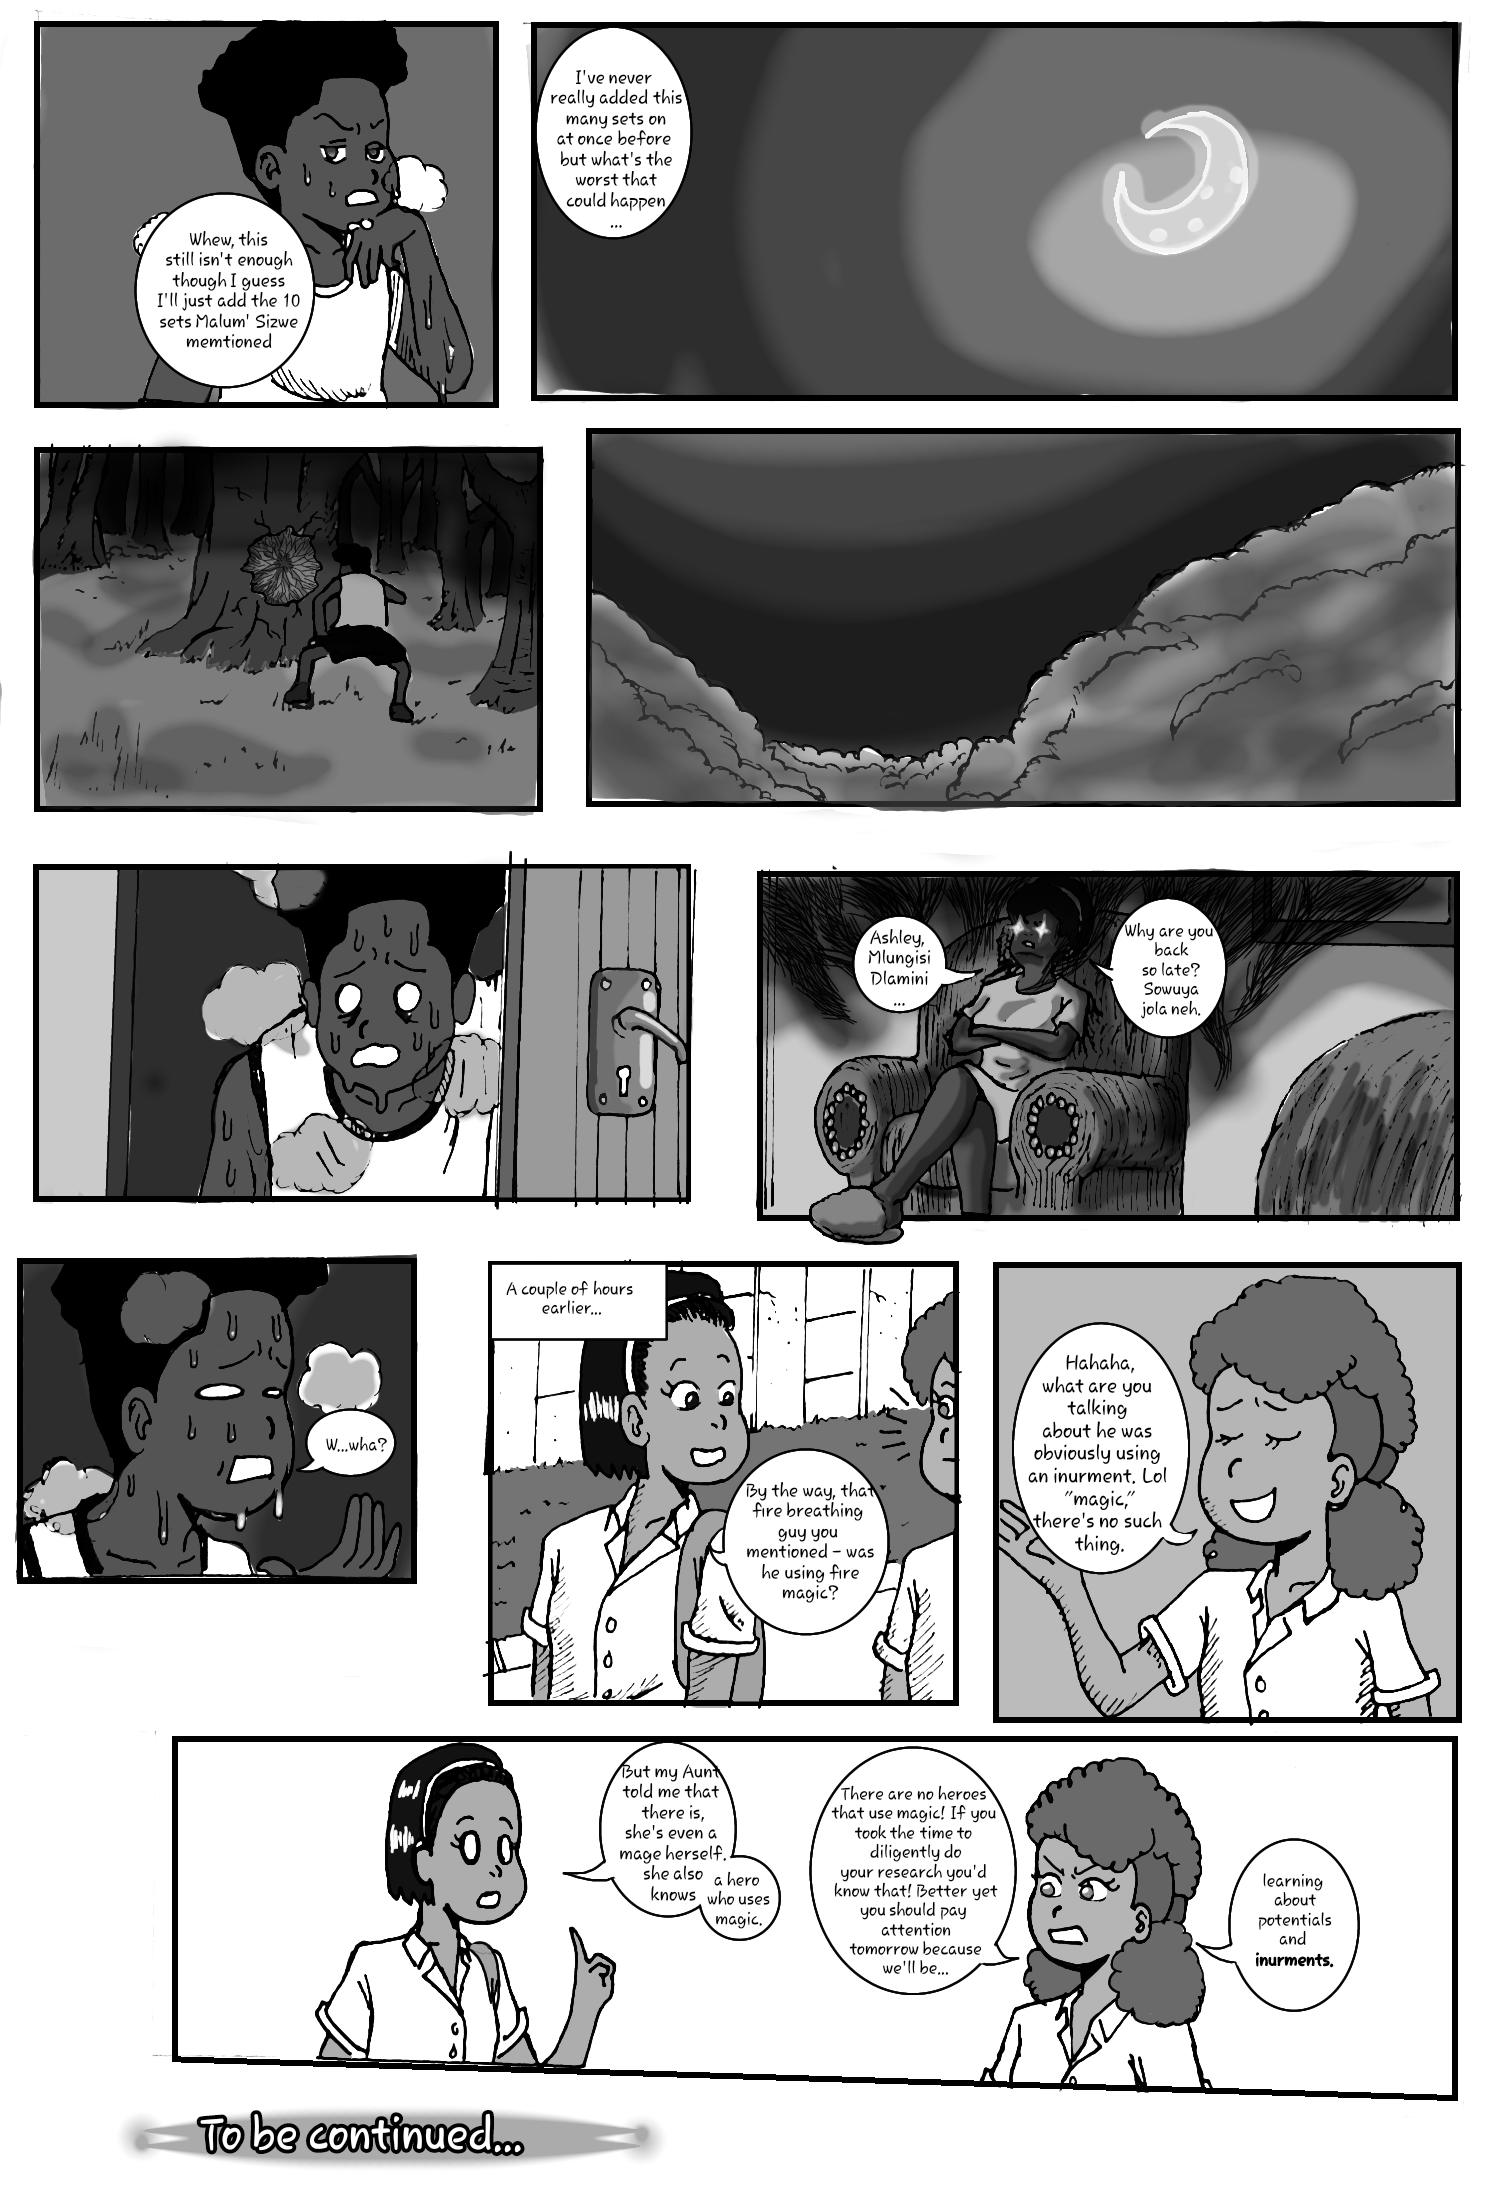 Whew, this
still isn't enough
though I guess
I'll just add the 10
sets Malum' Sizwe
memtioned
I've never
really added this
many sets on
at once before
but what's the
worst that
could happen
...
Ashley,
Mlungisi
Dlamini
...
Why are you
back
so late?
Sowuya
jola neh.
W...wha?
A couple of hours
earlier...
By the way, that
fire breathing
guy you
mentioned - was
he using fire
magic?
Hahaha,
what are you
talking
about he was
obviously using
an inurment. Lol
"magic,"
there's no such
thing.
But my Aunt
told me that
there is,
she's even a
mage herself.
she also
knows
a hero
who uses
magic.
There are no heroes
that use magic! If you
took the time to
diligently do
your research you'd
know that! Better yet
you should pay
attention
tomorrow because
we'll be...
learning
about
potentials
and
inurments.
To be continued...